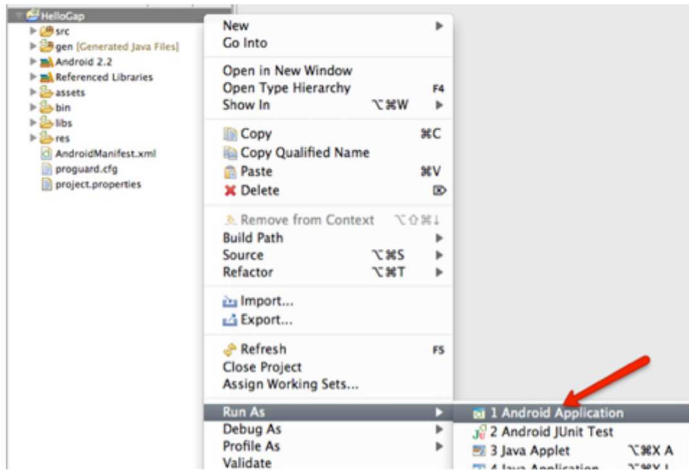 HelloGap
src
gen [Generated Java Files]
Android 2.2
Referenced Libraries
assets
bin
libs
res
AndroidManifest.xml
proguard.cfg
project.properties
New
Go Into
Open in New Window
Open Type Hierarchy F4
Show In ⌥⌘W
Copy ⌘C
Copy Qualified Name
Paste ⌘V
Delete ⌦
Remove from Context ⌥⇧⌘↓
Build Path
Source ⌥⌘S
Refactor ⌥⌘T
Import...
Export...
Refresh F5
Close Project
Assign Working Sets...
Run As
Debug As
Profile As
Validate
1 Android Application
2 Android JUnit Test
3 Java Applet ⌥⌘X A
4 Java Application ⌥⌘X J